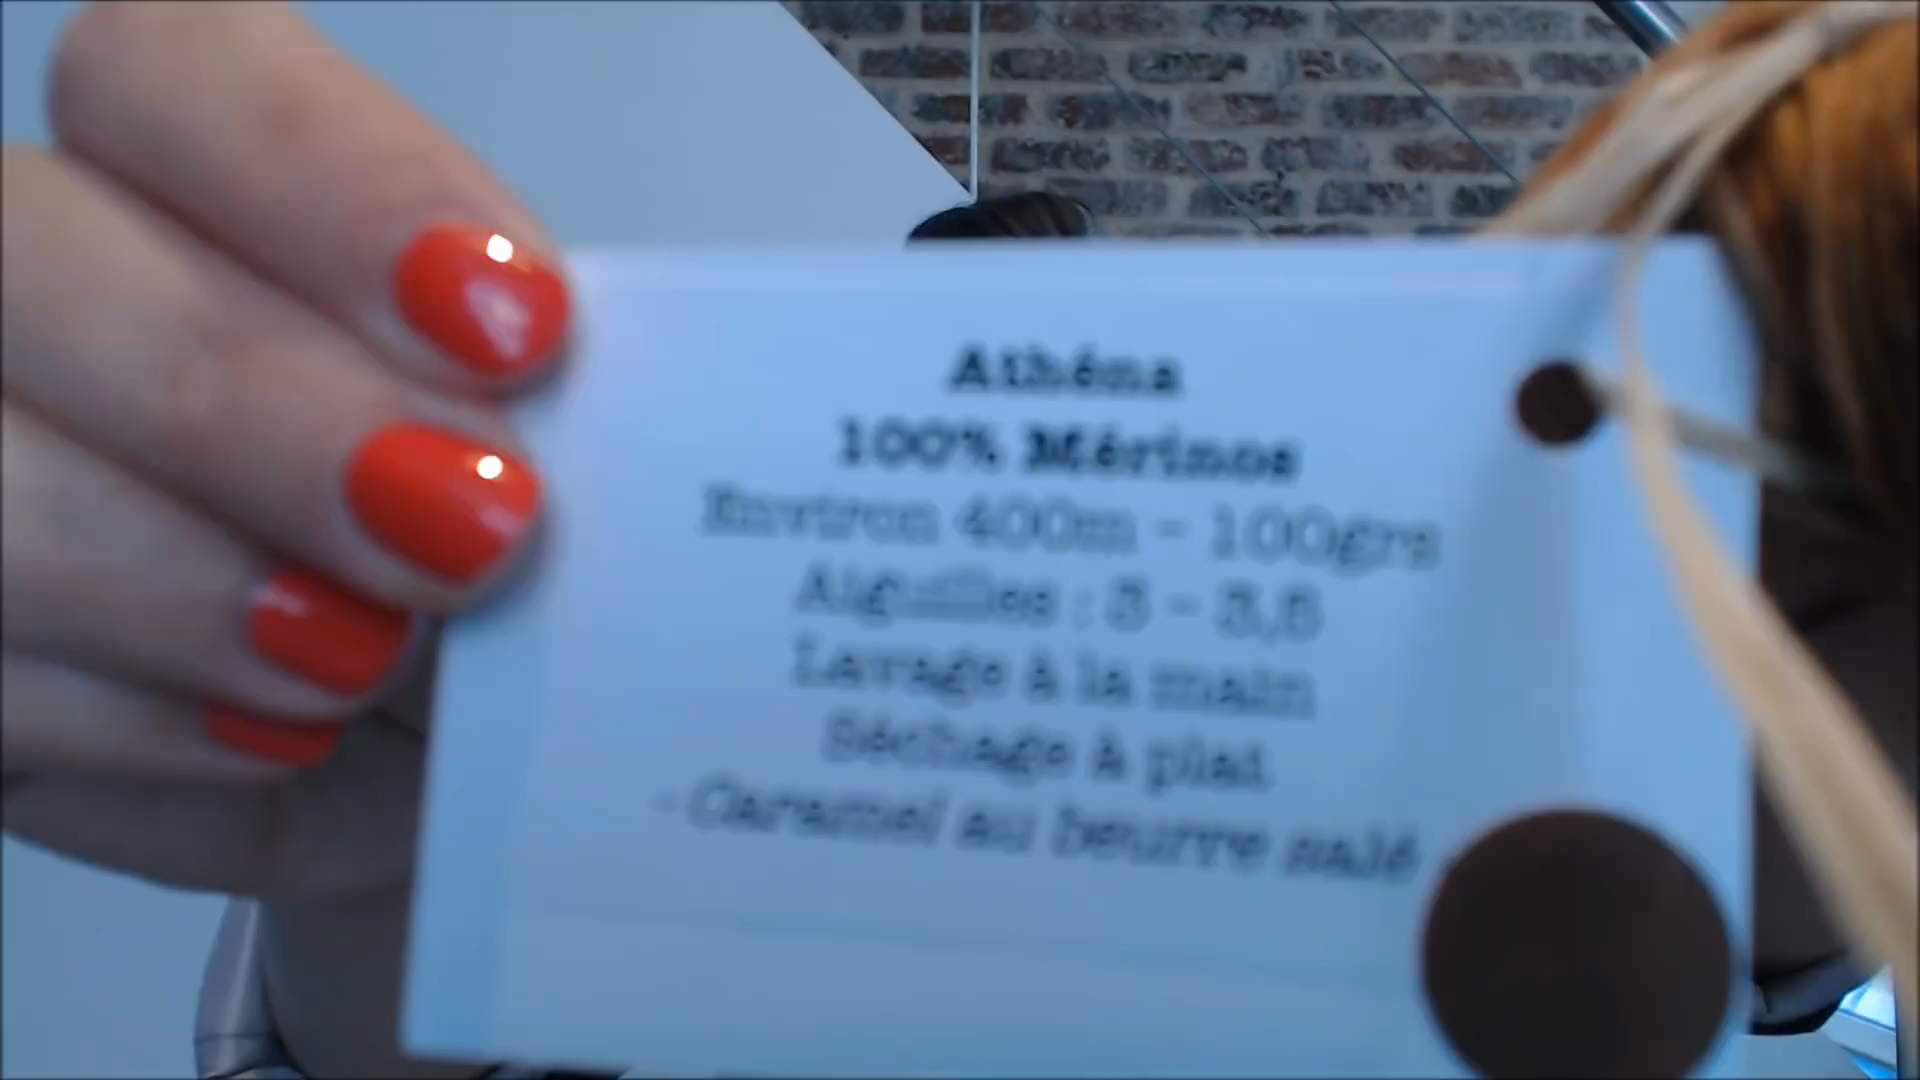 Athéna
100% Mérinos
Environ 400m - 100grs
Aiguilles : 3 - 3,5
Lavage à la main
Séchage à plat
- Caramel au beurre salé